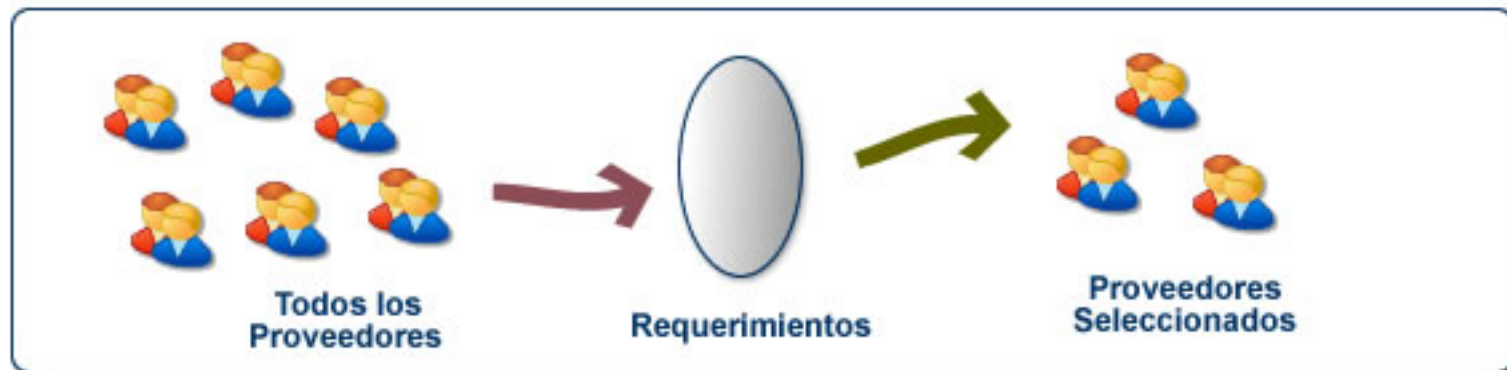 Todos los
Proveedores
Requerimientos
Proveedores
Seleccionados